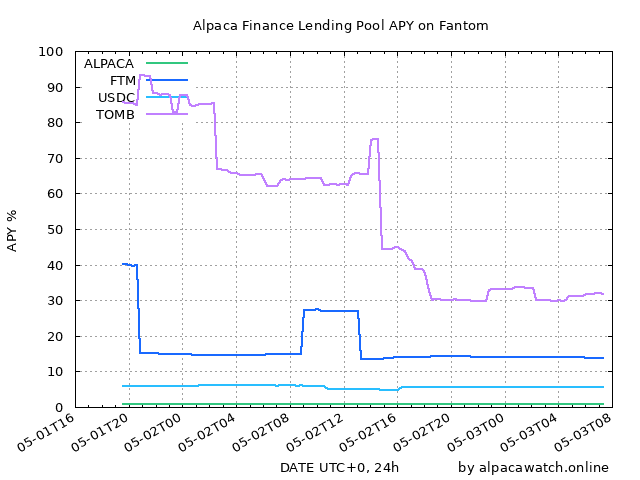 Alpaca Finance Lending Pool APY on Fantom
100
90
80
70
60
50
40
30
20
10
0
APY %
ALPACA
FTM
USDC
TOMB
05-01T16
05-01T20
05-02T00
05-02T04
05-02T08
05-02T12
05-02T16
05-02T20
05-03T00
05-03T04
05-03T08
DATE UTC+0, 24h
by alpacawatch.online